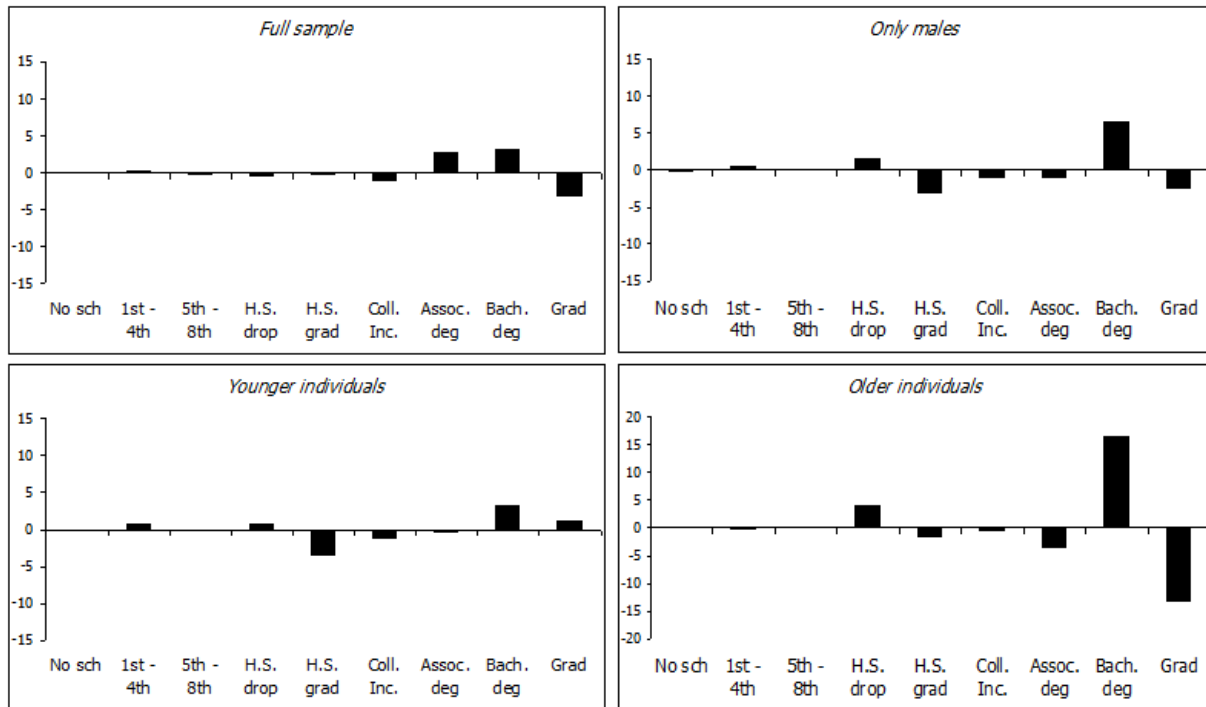 Full sample
15
10
5
0
-5
-10
-15
No sch 1st - 5th - H.S. H.S. Coll. Assoc. Bach. Grad
4th 8th drop grad Inc. deg deg
Only males
15
10
5
0
-5
-10
-15
No sch 1st - 5th - H.S. H.S. Coll. Assoc. Bach. Grad
4th 8th drop grad Inc. deg deg
Younger individuals
15
10
5
0
-5
-10
-15
No sch 1st - 5th - H.S. H.S. Coll. Assoc. Bach. Grad
4th 8th drop grad Inc. deg deg
Older individuals
20
15
10
5
0
-5
-10
-15
-20
No sch 1st - 5th - H.S. H.S. Coll. Assoc. Bach. Grad
4th 8th drop grad Inc. deg deg